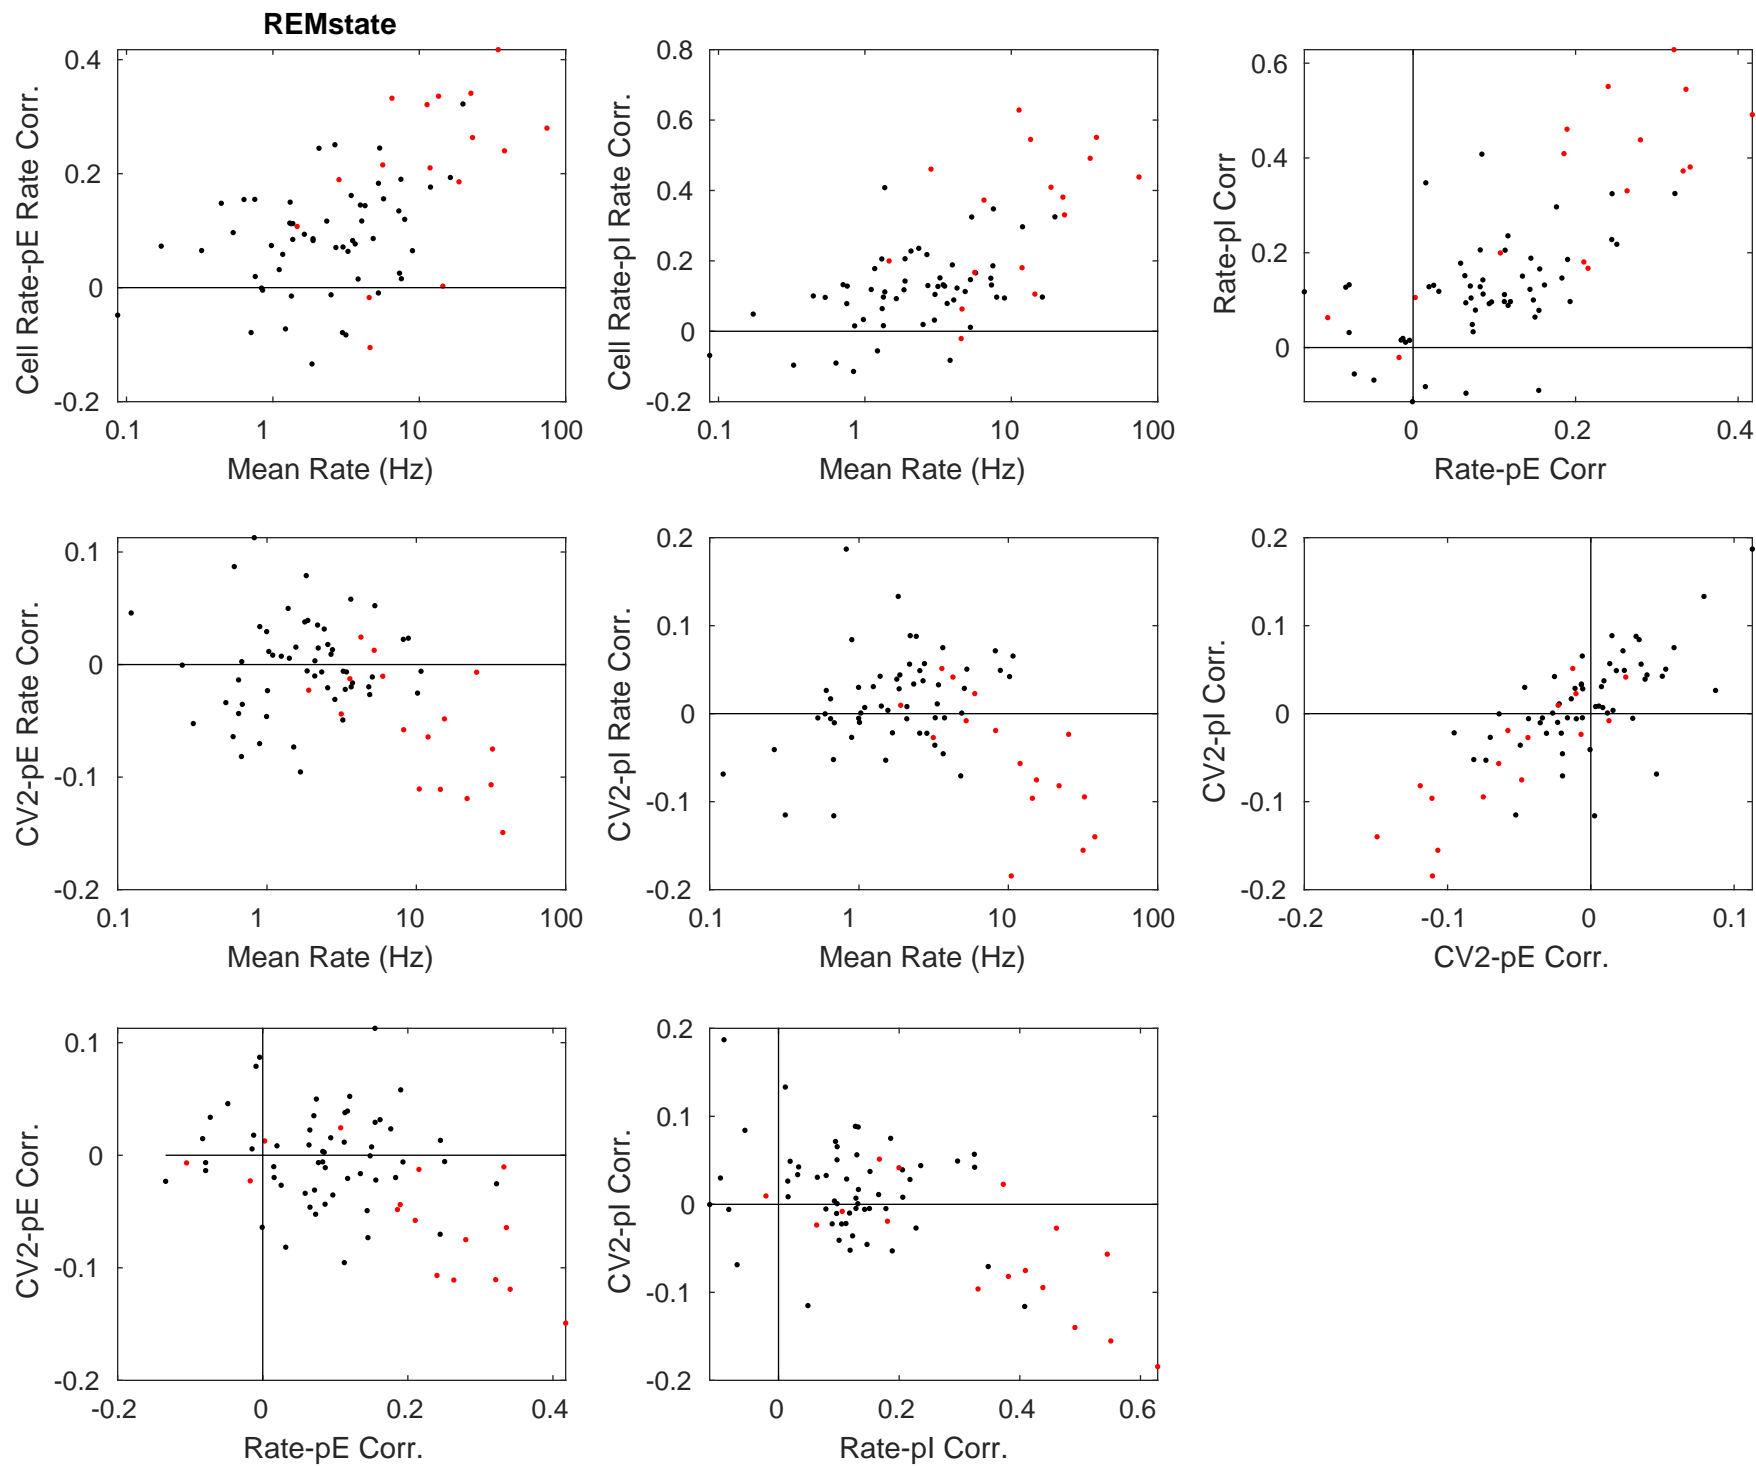 REMstate
Cell Rate-pE Rate Corr.
0.4
0.2
0
-0.2
0.1 1 10 100
Mean Rate (Hz)
Cell Rate-pI Rate Corr.
0.8
0.6
0.4
0.2
0
-0.2
0.1 1 10 100
Mean Rate (Hz)
Rate-pI Corr
0.6
0.4
0.2
0
0 0.2 0.4
Rate-pE Corr
CV2-pE Rate Corr.
0.1
0
-0.1
-0.2
0.1 1 10 100
Mean Rate (Hz)
CV2-pI Rate Corr.
0.2
0.1
0
-0.1
-0.2
0.1 1 10 100
Mean Rate (Hz)
CV2-pI Corr.
0.2
0.1
0
-0.1
-0.2
-0.2 -0.1 0 0.1
CV2-pE Corr.
CV2-pE Corr.
0.1
0
-0.1
-0.2
-0.2 0 0.2 0.4
Rate-pE Corr.
CV2-pI Corr.
0.2
0.1
0
-0.1
-0.2
0 0.2 0.4 0.6
Rate-pI Corr.